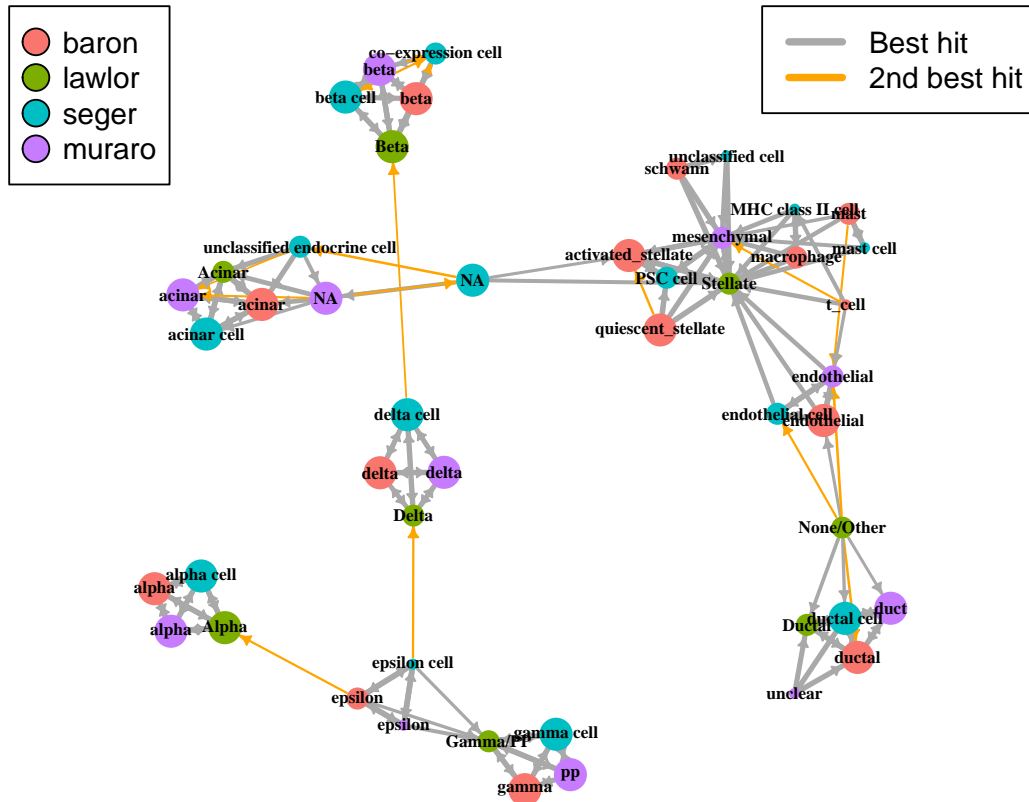 baron
lawlor
seger
muraro
Best hit
2nd best hit
co-expression cell
beta
beta cell
beta
Beta
unclassified cell
schwann
MHC class II cell
mast
mesenchymal
mast cell
unclassified endocrine cell
activated_stellate
macrophage
Acinar
PSC cell
Stellate
acinar
NA
NA
acinar
t_cell
acinar cell
quiescent_stellate
endothelial
delta cell
endothelial cell
endothelial
delta
delta
Delta
None/Other
alpha cell
alpha
duct
ductal cell
Ductal
alpha
Alpha
ductal
epsilon cell
epsilon
unclear
epsilon
gamma cell
Gamma/PP
pp
gamma